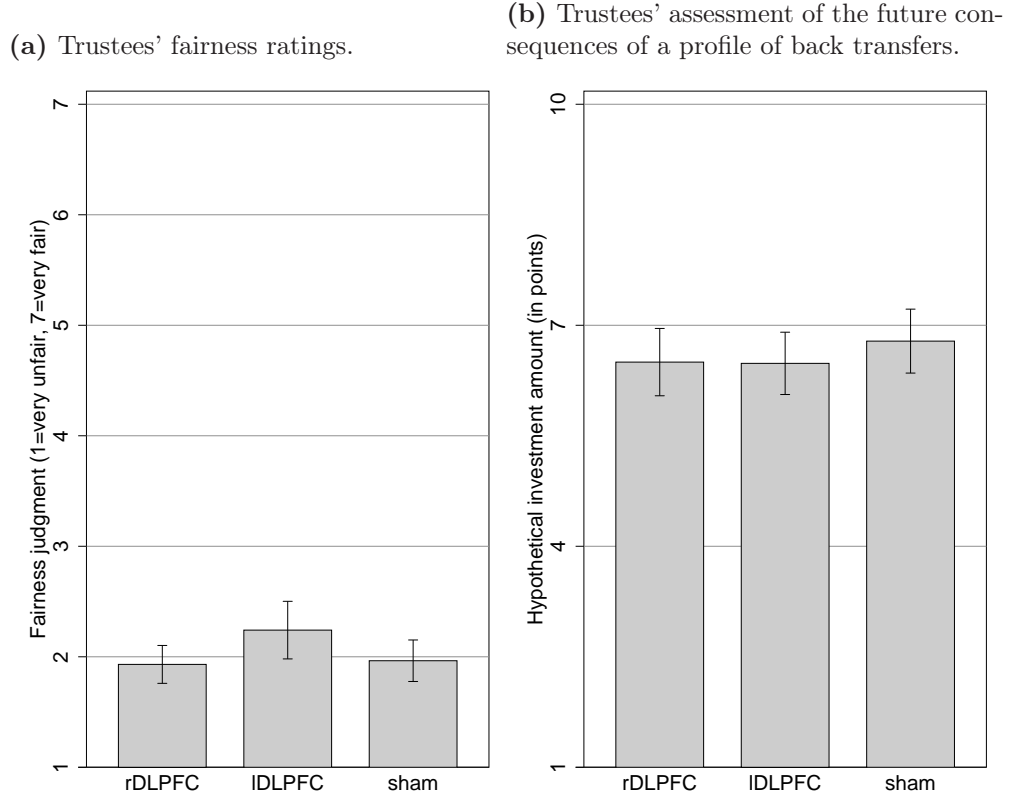 (a) Trustees’ fairness ratings.
(b) Trustees’ assessment of the future con-
sequences of a profile of back transfers.
Fairness judgment (1=very unfair, 7=very fair)
7
6
5
4
3
2
1
rDLPFC lDLPFC sham
Hypothetical investment amount (in points)
10
7
4
1
rDLPFC lDLPFC sham